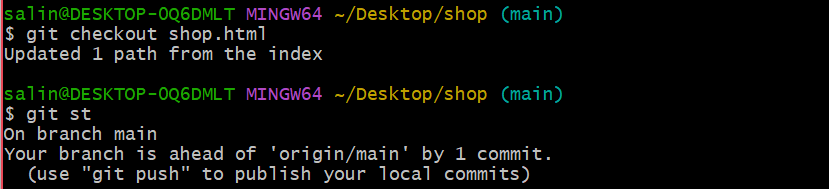 salin@DESKTOP-OQ6DMLT MINGW64 ~/Desktop/shop (main)
$ git checkout shop.html
Updated 1 path from the index
salin@DESKTOP-OQ6DMLT MINGW64 ~/Desktop/shop (main)
$ git st
On branch main
Your branch is ahead of 'origin/main' by 1 commit.
(use "git push" to publish your local commits)